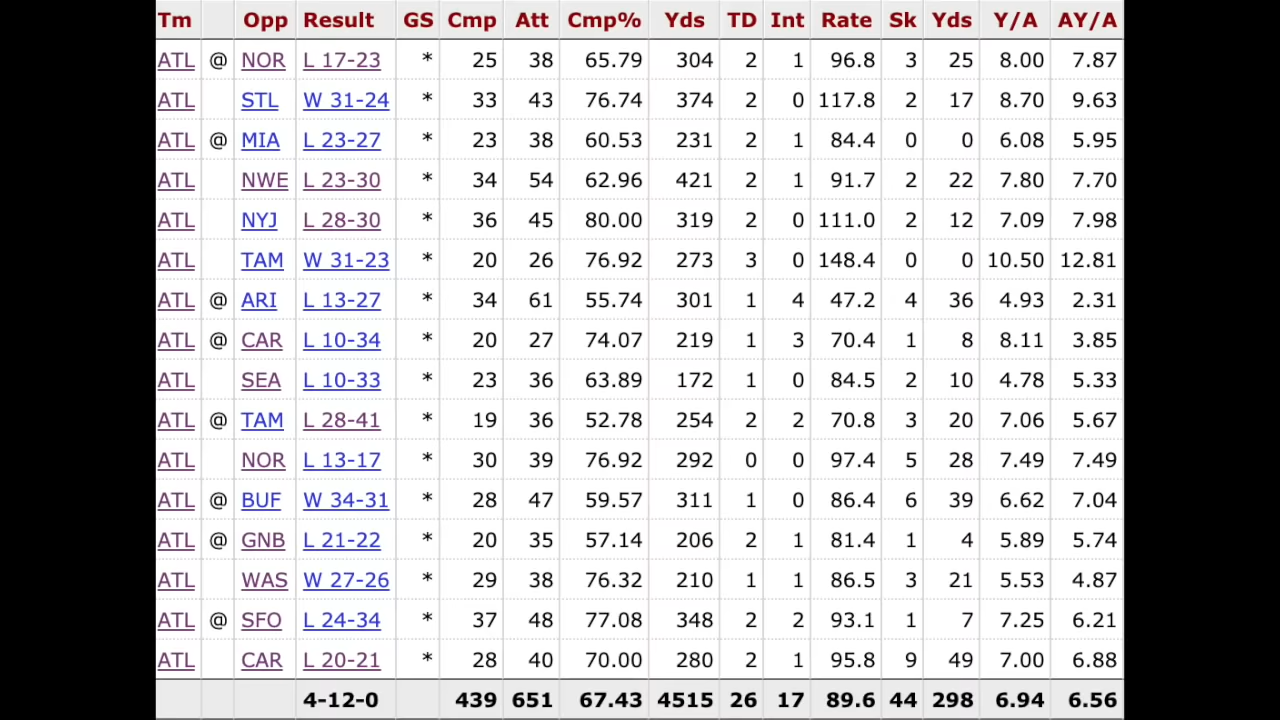 Tm Opp Result GS Cmp Att Cmp% Yds TD Int Rate Sk Yds Y/A AY/A
ATL @ NOR L 17-23 * 25 38 65.79 304 2 1 96.8 3 25 8.00 7.87
ATL STL W 31-24 * 33 43 76.74 374 2 0 117.8 2 17 8.70 9.63
ATL @ MIA L 23-27 * 23 38 60.53 231 2 1 84.4 0 0 6.08 5.95
ATL NWE L 23-30 * 34 54 62.96 421 2 1 91.7 2 22 7.80 7.70
ATL NYJ L 28-30 * 36 45 80.00 319 2 0 111.0 2 12 7.09 7.98
ATL TAM W 31-23 * 20 26 76.92 273 3 0 148.4 0 0 10.50 12.81
ATL @ ARI L 13-27 * 34 61 55.74 301 1 4 47.2 4 36 4.93 2.31
ATL @ CAR L 10-34 * 20 27 74.07 219 1 3 70.4 1 8 8.11 3.85
ATL SEA L 10-33 * 23 36 63.89 172 1 0 84.5 2 10 4.78 5.33
ATL @ TAM L 28-41 * 19 36 52.78 254 2 2 70.8 3 20 7.06 5.67
ATL NOR L 13-17 * 30 39 76.92 292 0 0 97.4 5 28 7.49 7.49
ATL @ BUF W 34-31 * 28 47 59.57 311 1 0 86.4 6 39 6.62 7.04
ATL @ GNB L 21-22 * 20 35 57.14 206 2 1 81.4 1 4 5.89 5.74
ATL WAS W 27-26 * 29 38 76.32 210 1 1 86.5 3 21 5.53 4.87
ATL @ SFO L 24-34 * 37 48 77.08 348 2 2 93.1 1 7 7.25 6.21
ATL CAR L 20-21 * 28 40 70.00 280 2 1 95.8 9 49 7.00 6.88
4-12-0 439 651 67.43 4515 26 17 89.6 44 298 6.94 6.56